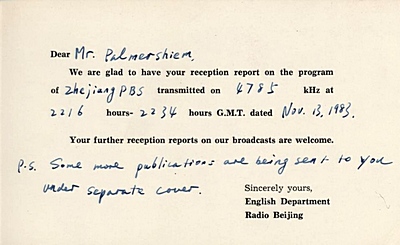 Dear Mr. Palmershiem,
We are glad to have your reception report on the program
of Zhejiang PBS transmitted on 4785 kHz at
2216 hours- 2234 hours G.M.T. dated Nov. 13, 1983.
Your further reception reports on our broadcasts are welcome.
P.S. Some more publications are being sent to you
under separate cover.
Sincerely yours,
English Department
Radio Beijing